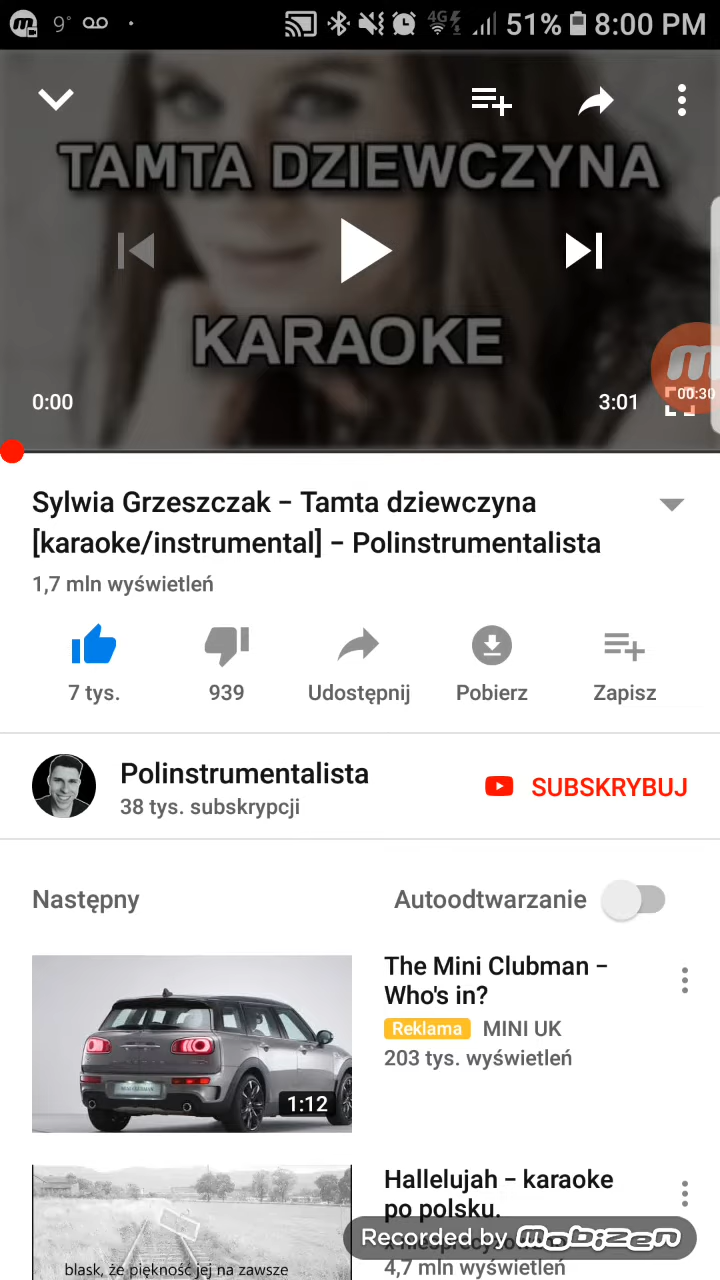 9°
4G
51%
8:00 PM
TAMTA DZIEWCZYNA
KARAOKE
0:00
3:01
00:30
Sylwia Grzeszczak – Tamta dziewczyna
[karaoke/instrumental] – Polinstrumentalista
1,7 mln wyświetleń
7 tys.
939
Udostępnij
Pobierz
Zapisz
Polinstrumentalista
38 tys. subskrypcji
SUBSKRYBUJ
Następny
Autoodtwarzanie
The Mini Clubman –
Who's in?
Reklama MINI UK
203 tys. wyświetleń
1:12
Hallelujah – karaoke
po polsku.
Recorded by mobizen
4,7 mln wyświetleń
blask, że piękność jej na zawsze